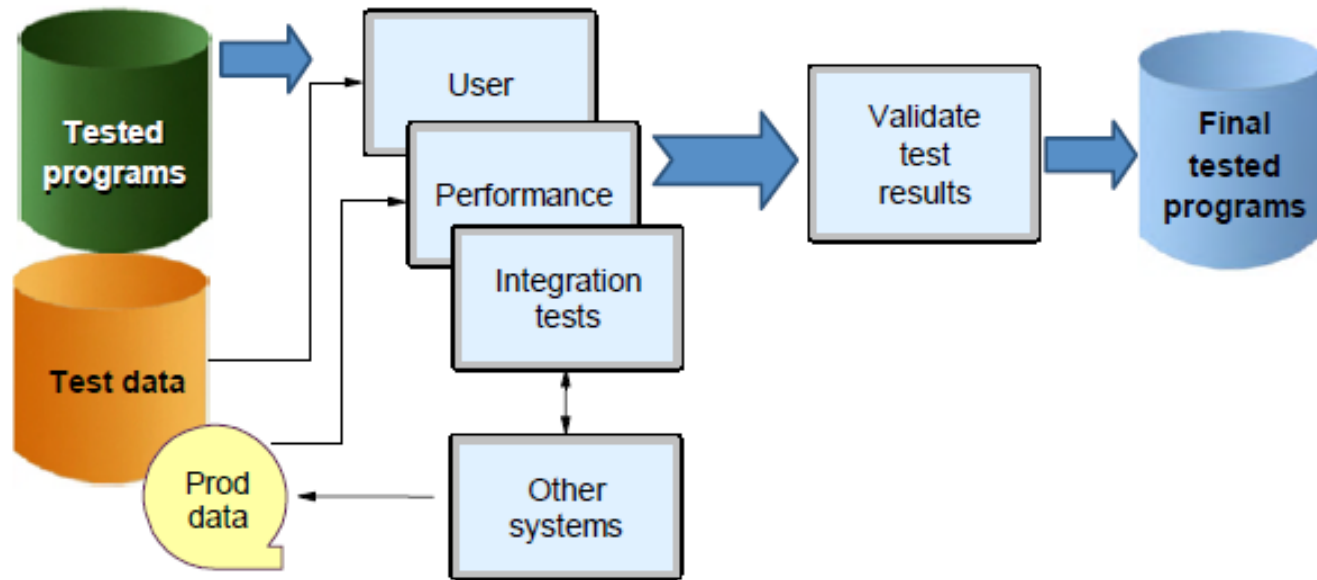 Tested
programs
Test data
Prod
data
User
Performance
Integration
tests
Other
systems
Validate
test
results
Final
tested
programs